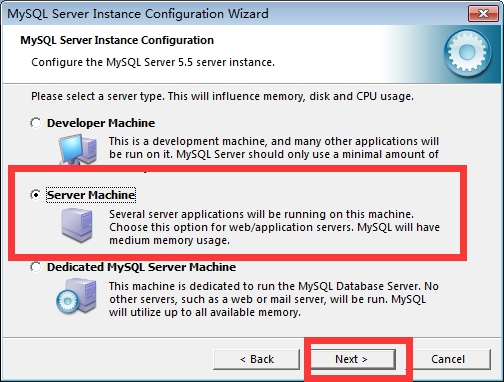 MySQL Server Instance Configuration Wizard
MySQL Server Instance Configuration
Configure the MySQL Server 5.5 server instance.
Please select a server type. This will influence memory, disk and CPU usage.
Developer Machine
This is a development machine, and many other applications will
be run on it. MySQL Server should only use a minimal amount of
Server Machine
Several server applications will be running on this machine.
Choose this option for web/application servers. MySQL will have
medium memory usage.
Dedicated MySQL Server Machine
This machine is dedicated to run the MySQL Database Server. No
other servers, such as a web or mail server, will be run. MySQL
will utilize up to all available memory.
< Back
Next >
Cancel